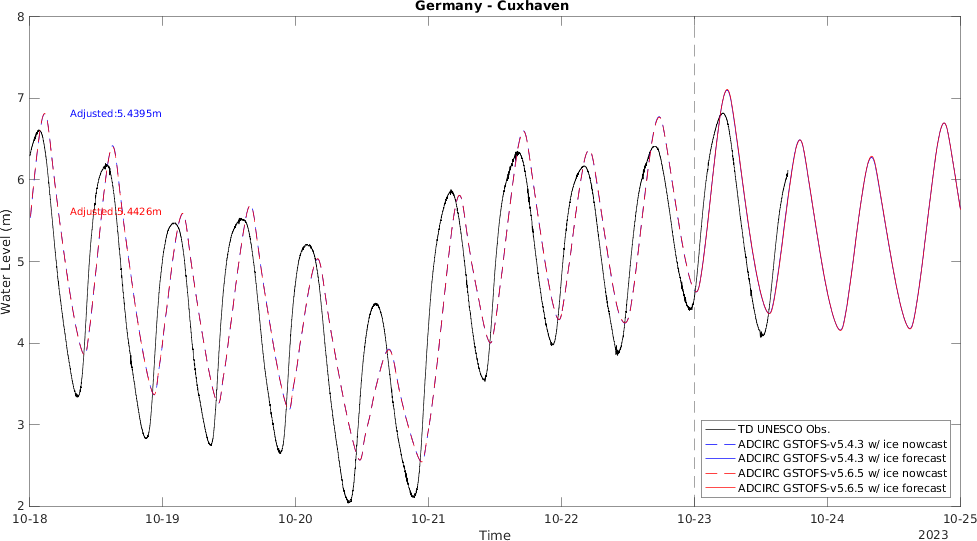 Germany - Cuxhaven
8
7
6
5
4
3
2
Water Level (m)
Adjusted:5.4395m
Adjusted:5.4426m
TD UNESCO Obs.
ADCIRC GSTOFS-v5.4.3 w/ ice nowcast
ADCIRC GSTOFS-v5.4.3 w/ ice forecast
ADCIRC GSTOFS-v5.6.5 w/ ice nowcast
ADCIRC GSTOFS-v5.6.5 w/ ice forecast
10-18 10-19 10-20 10-21 10-22 10-23 10-24 10-25
Time
2023